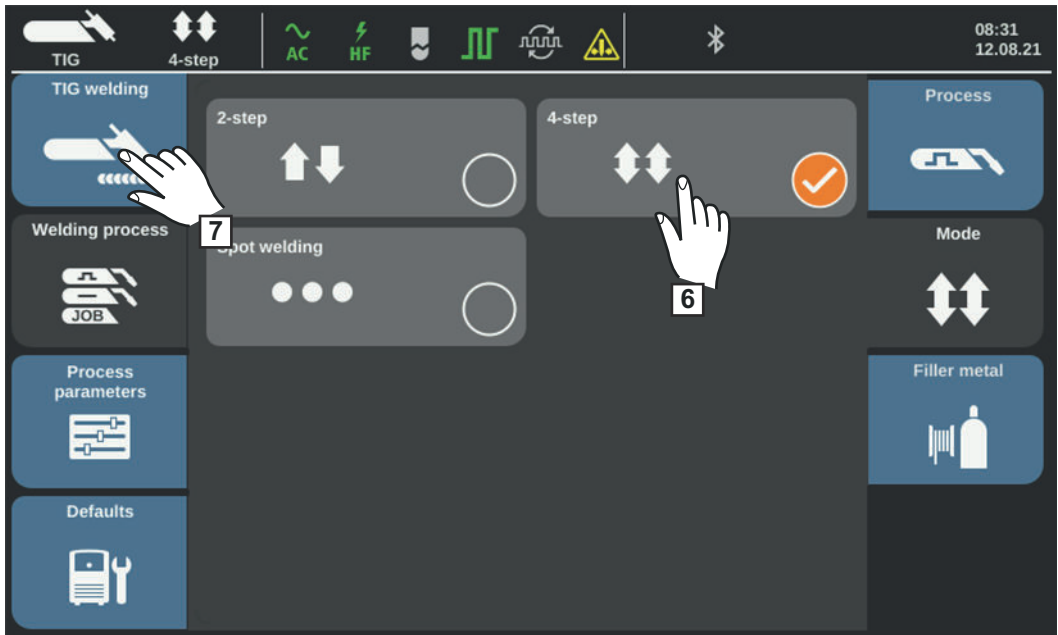 TIG
4-step
AC
HF
08:31
12.08.21
TIG welding
Welding process
JOB
Process
parameters
Defaults
2-step
4-step
Spot welding
7
6
Process
Mode
Filler metal